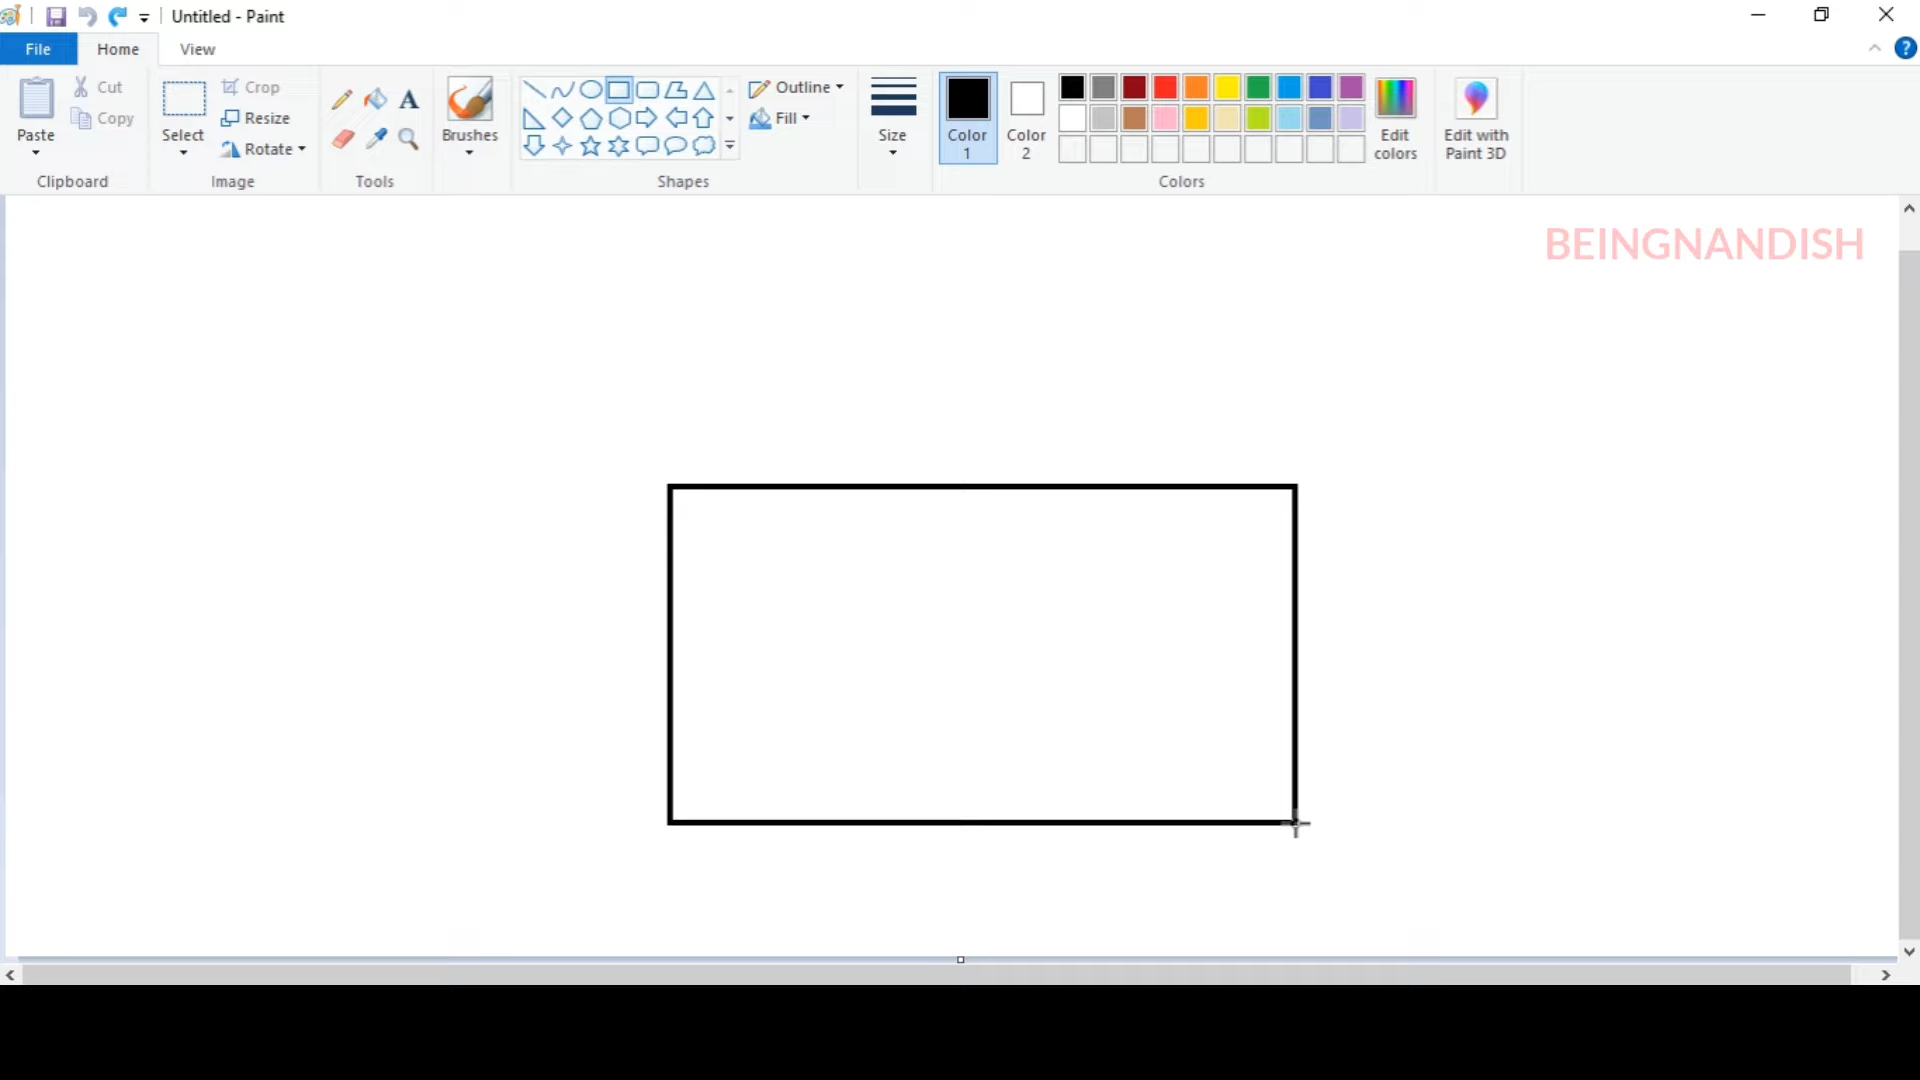 Untitled - Paint
File Home View
Paste
Cut
Copy
Clipboard
Select
Crop
Resize
Rotate
Image
A
Tools
Brushes
Outline
Fill
Shapes
Size
Color 1
Color 2
Edit colors
Colors
Edit with Paint 3D
?
BEINGNANDISH